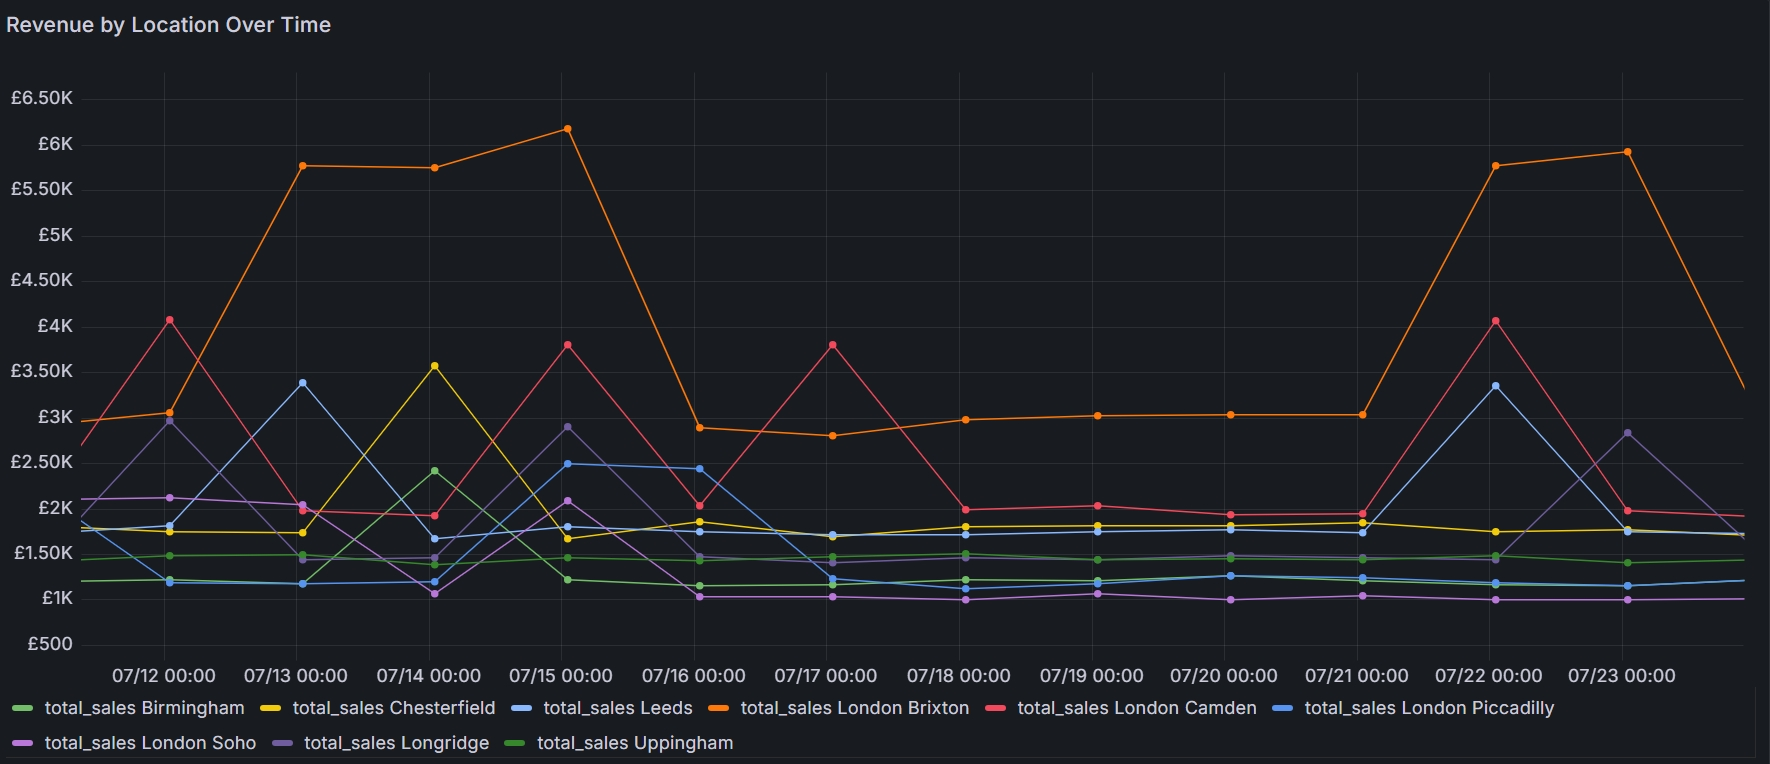 Revenue by Location Over Time
£6.50K
£6K
£5.50K
£5K
£4.50K
£4K
£3.50K
£3K
£2.50K
£2K
£1.50K
£1K
£500
07/12 00:00 07/13 00:00 07/14 00:00 07/15 00:00 07/16 00:00 07/17 00:00 07/18 00:00 07/19 00:00 07/20 00:00 07/21 00:00 07/22 00:00 07/23 00:00
total_sales Birmingham total_sales Chesterfield total_sales Leeds total_sales London Brixton total_sales London Camden total_sales London Piccadilly
total_sales London Soho total_sales Longridge total_sales Uppingham